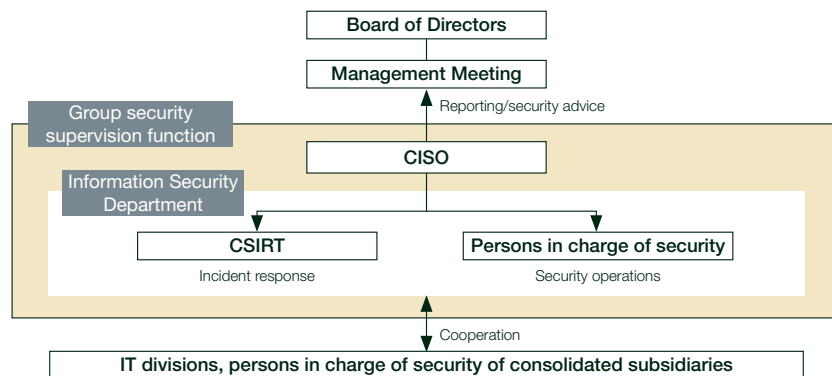 Board of Directors
Management Meeting
Reporting/security advice
Group security
supervision function
CISO
Information Security
Department
CSIRT
Persons in charge of security
Incident response
Security operations
Cooperation
IT divisions, persons in charge of security of consolidated subsidiaries